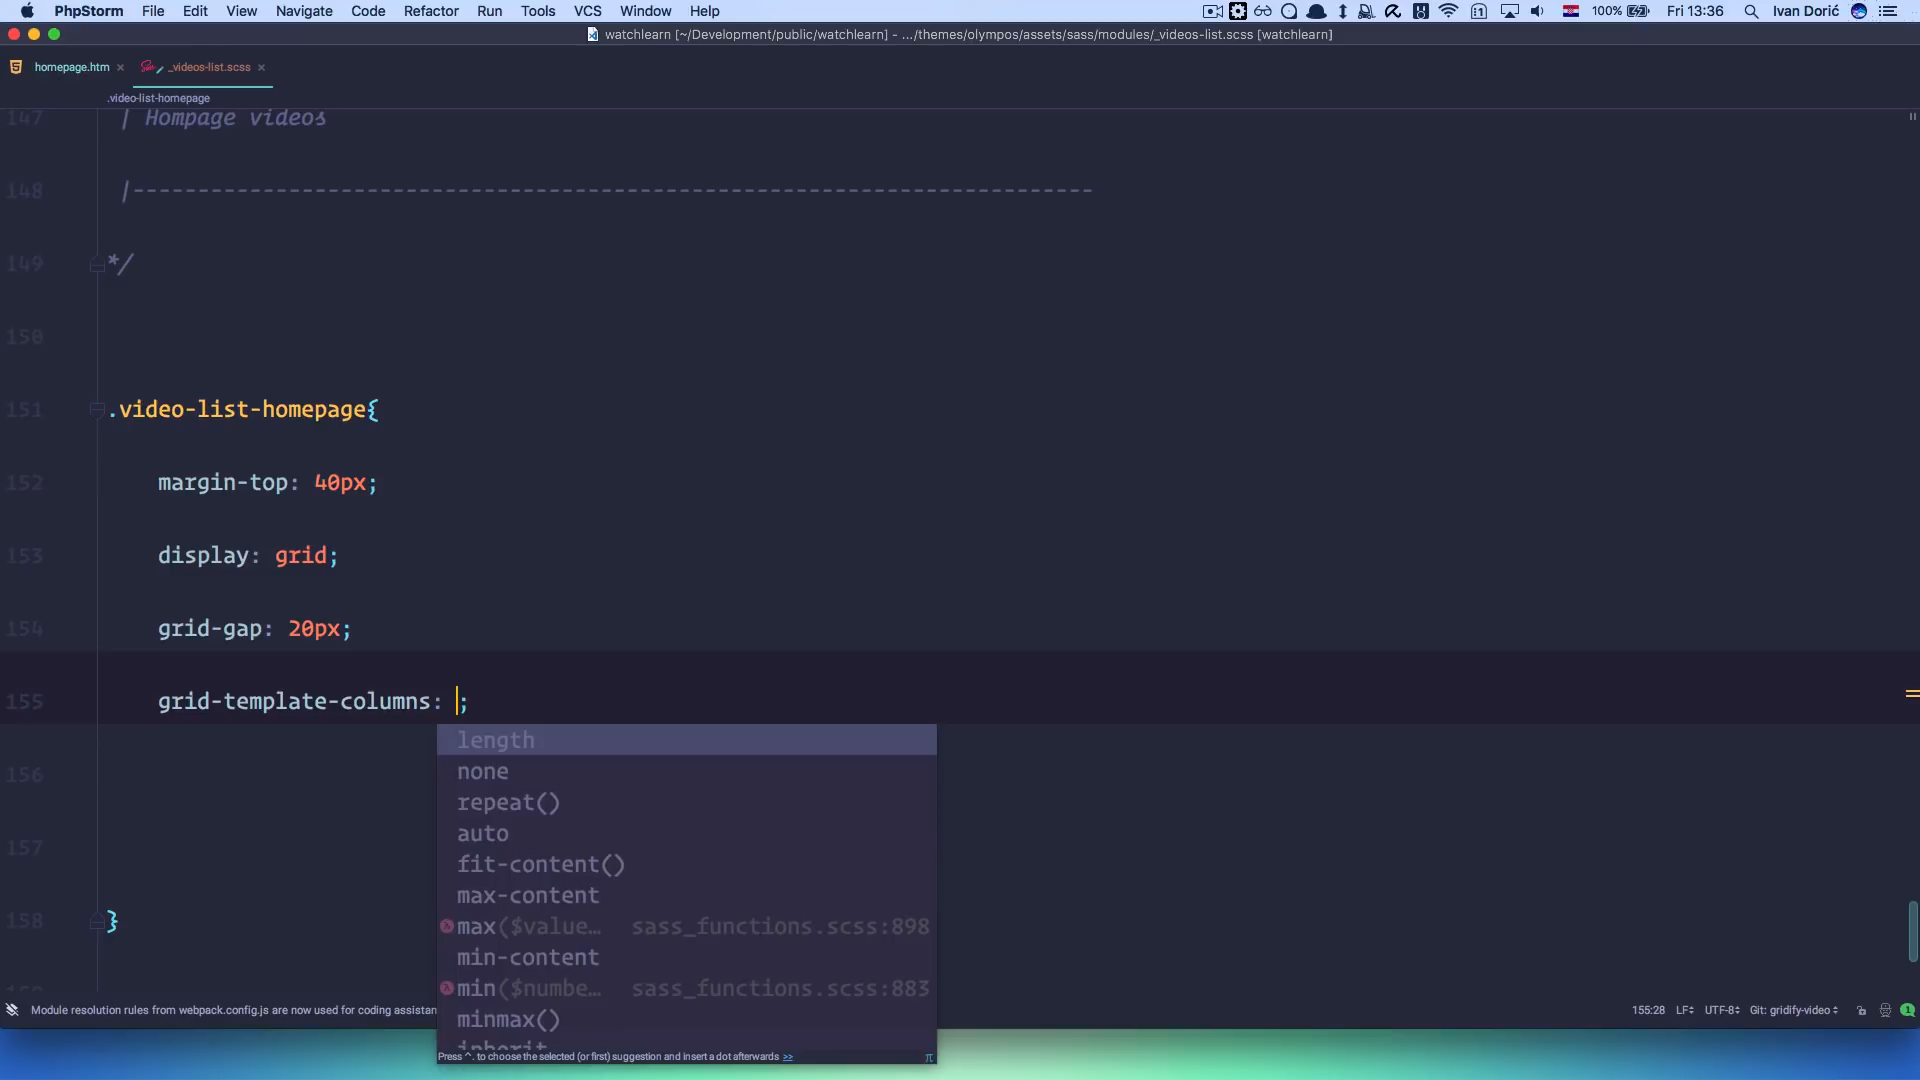 PhpStorm File Edit View Navigate Code Refactor Run Tools VCS Window Help 100% Fri 13:36 Ivan Dorić
watchlearn [~/Development/public/watchlearn] - .../themes/olympos/assets/sass/modules/_videos-list.scss [watchlearn]
homepage.htm × _videos-list.scss ×
.video-list-homepage
147 | Hompage videos
148 |--------------------------------------------------------------------------
149 */
150
151 .video-list-homepage{
152 margin-top: 40px;
153 display: grid;
154 grid-gap: 20px;
155 grid-template-columns: ;
length
156
none
repeat()
auto
157
fit-content()
max-content
158 }
max($value… sass_functions.scss:898
min-content
min($numbe… sass_functions.scss:883
minmax()
Module resolution rules from webpack.config.js are now used for coding assistan
155:28 LF UTF-8 Git: gridify-video
inherit
Press ^. to choose the selected (or first) suggestion and insert a dot afterwards >> π